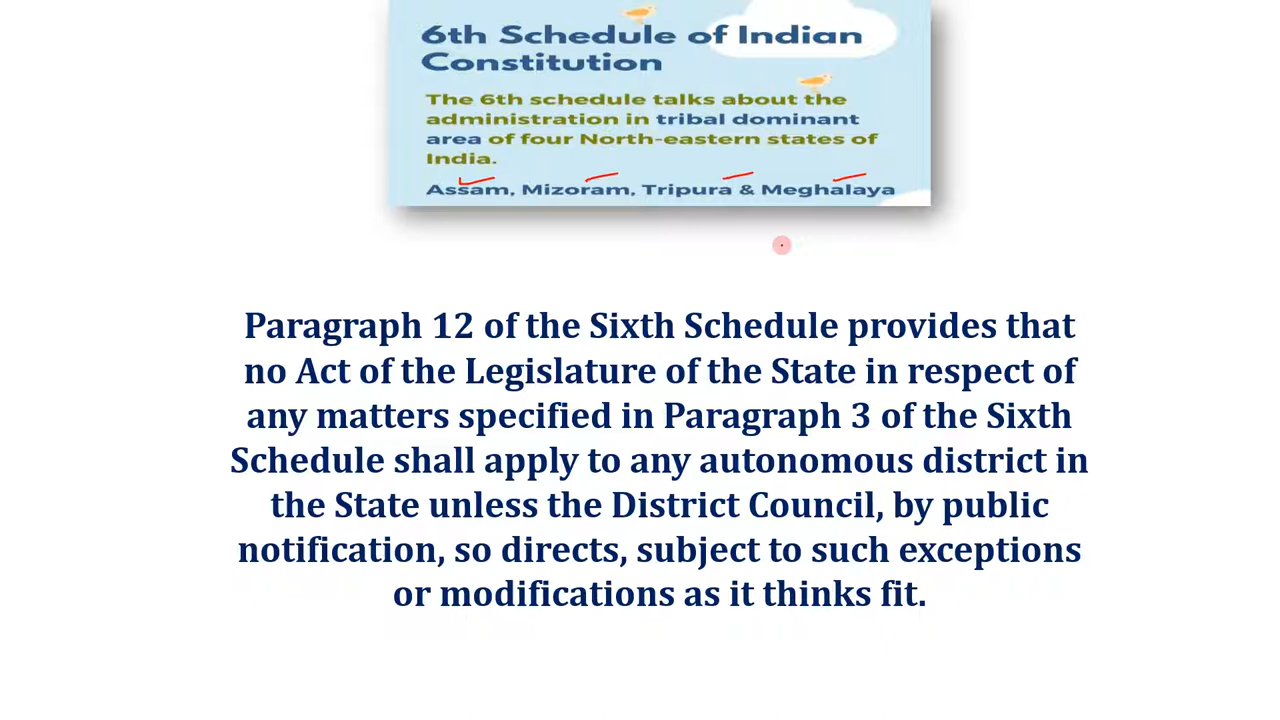 6th Schedule of Indian
Constitution
The 6th schedule talks about the
administration in tribal dominant
area of four North-eastern states of
India.
Assam, Mizoram, Tripura & Meghalaya
Paragraph 12 of the Sixth Schedule provides that
no Act of the Legislature of the State in respect of
any matters specified in Paragraph 3 of the Sixth
Schedule shall apply to any autonomous district in
the State unless the District Council, by public
notification, so directs, subject to such exceptions
or modifications as it thinks fit.